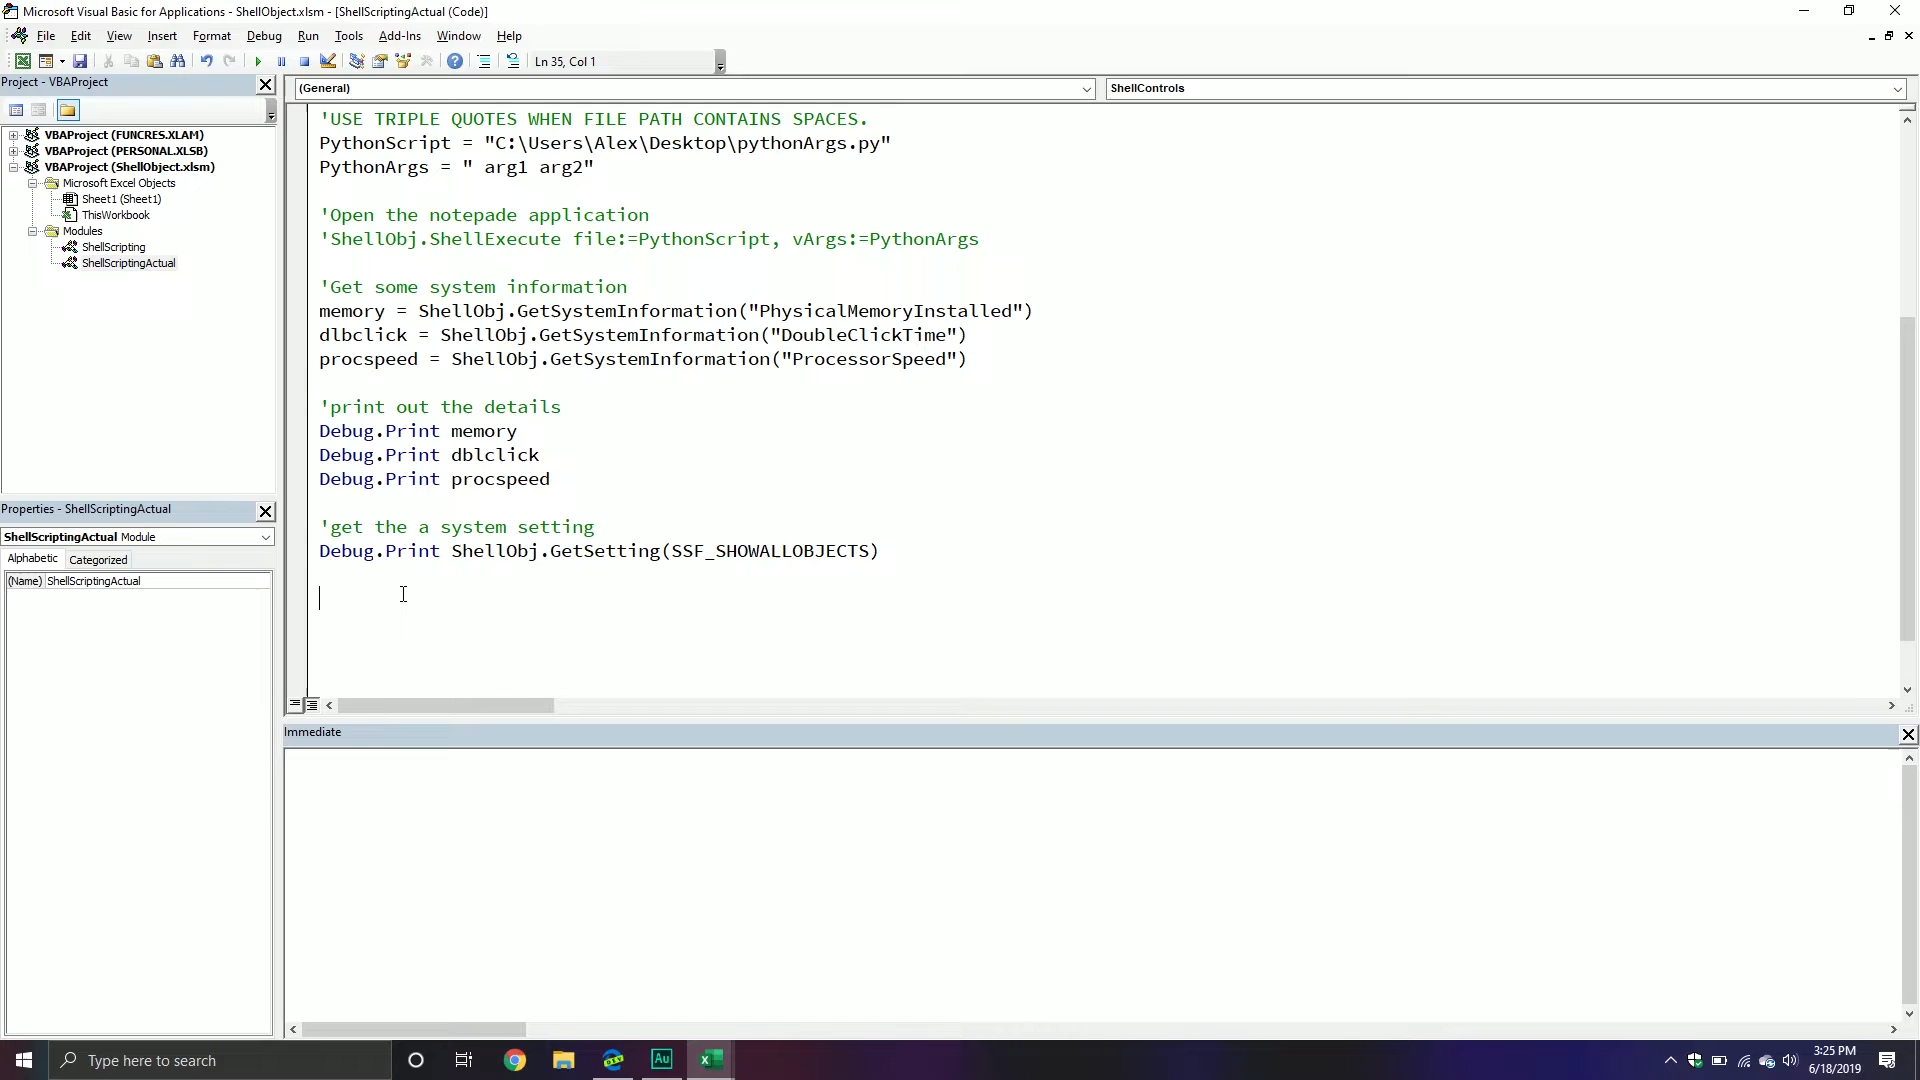 Microsoft Visual Basic for Applications - ShellObject.xlsm - [ShellScriptingActual (Code)]
File Edit View Insert Format Debug Run Tools Add-Ins Window Help
Ln 35, Col 1
Project - VBAProject
VBAProject (FUNCRES.XLAM)
VBAProject (PERSONAL.XLSB)
VBAProject (ShellObject.xlsm)
Microsoft Excel Objects
Sheet1 (Sheet1)
ThisWorkbook
Modules
ShellScripting
ShellScriptingActual
Properties - ShellScriptingActual
ShellScriptingActual Module
Alphabetic Categorized
(Name) ShellScriptingActual
(General) ShellControls
'USE TRIPLE QUOTES WHEN FILE PATH CONTAINS SPACES.
PythonScript = "C:\Users\Alex\Desktop\pythonArgs.py"
PythonArgs = " arg1 arg2"
'Open the notepade application
'ShellObj.ShellExecute file:=PythonScript, vArgs:=PythonArgs
'Get some system information
memory = ShellObj.GetSystemInformation("PhysicalMemoryInstalled")
dlbclick = ShellObj.GetSystemInformation("DoubleClickTime")
procspeed = ShellObj.GetSystemInformation("ProcessorSpeed")
'print out the details
Debug.Print memory
Debug.Print dblclick
Debug.Print procspeed
'get the a system setting
Debug.Print ShellObj.GetSetting(SSF_SHOWALLOBJECTS)
Immediate
Type here to search
Au
3:25 PM
6/18/2019